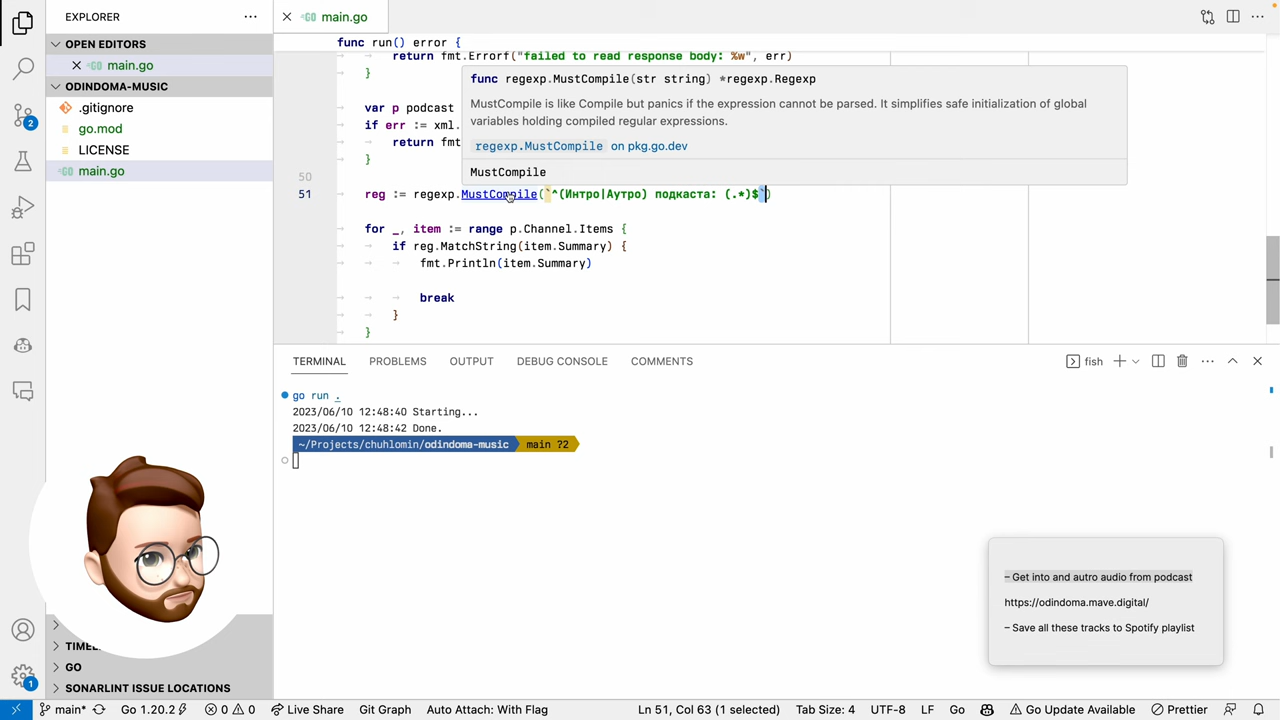 EXPLORER
main.go
OPEN EDITORS
main.go
ODINDOMA-MUSIC
.gitignore
go.mod
LICENSE
main.go
TIMELI
GO
SONARLINT ISSUE LOCATIONS
func run() error {
return fmt.Errorf("failed to read response body: %w", err)
}
func regexp.MustCompile(str string) *regexp.Regexp
MustCompile is like Compile but panics if the expression cannot be parsed. It simplifies safe initialization of global
variables holding compiled regular expressions.
regexp.MustCompile on pkg.go.dev
MustCompile
var p podcast
if err := xml.
return fmt
}
50
51 reg := regexp.MustCompile(`^(Интро|Аутро) подкаста: (.*)$`)
for _, item := range p.Channel.Items {
if reg.MatchString(item.Summary) {
fmt.Println(item.Summary)
break
}
}
TERMINAL PROBLEMS OUTPUT DEBUG CONSOLE COMMENTS fish
go run .
2023/06/10 12:48:40 Starting...
2023/06/10 12:48:42 Done.
~/Projects/chuhlomin/odindoma-music main ?2
– Get into and autro audio from podcast
https://odindoma.mave.digital/
– Save all these tracks to Spotify playlist
2
1
main* Go 1.20.2 0 0 Live Share Git Graph Auto Attach: With Flag Ln 51, Col 63 (1 selected) Tab Size: 4 UTF-8 LF Go Go Update Available Prettier